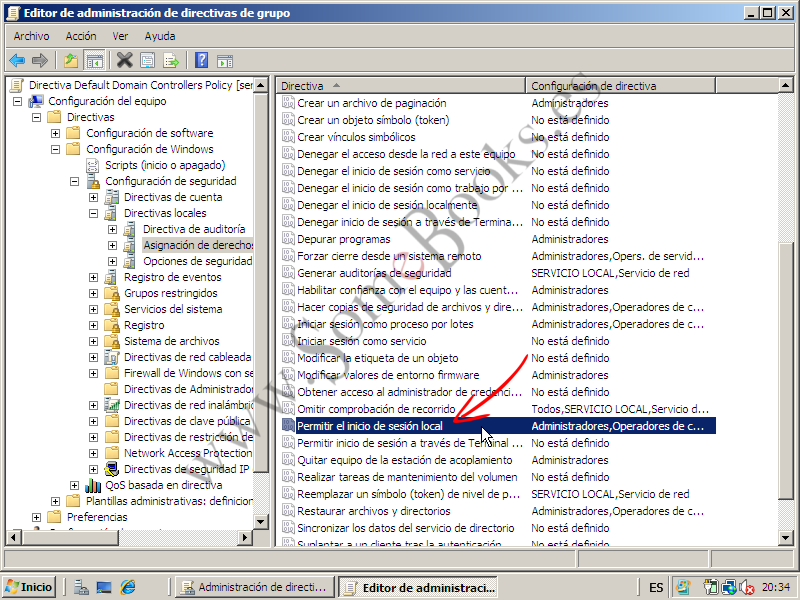 Editor de administración de directivas de grupo
Archivo Acción Ver Ayuda
Directiva Default Domain Controllers Policy [ser
Configuración del equipo
Directivas
Configuración de software
Configuración de Windows
Scripts (inicio o apagado)
Configuración de seguridad
Directivas de cuenta
Directivas locales
Directiva de auditoría
Asignación de derechos
Opciones de seguridad
Registro de eventos
Grupos restringidos
Servicios del sistema
Registro
Sistema de archivos
Directivas de red cableada
Firewall de Windows con se
Directivas de Administrador
Directivas de red inalámbric
Directivas de clave pública
Directivas de restricción de
Network Access Protection
Directivas de seguridad IP
QoS basada en directiva
Plantillas administrativas: definicion
Preferencias
Directiva Configuración de directiva
Crear un archivo de paginación Administradores
Crear un objeto símbolo (token) No está definido
Crear vínculos simbólicos No está definido
Denegar el acceso desde la red a este equipo No está definido
Denegar el inicio de sesión como servicio No está definido
Denegar el inicio de sesión como trabajo por ... No está definido
Denegar el inicio de sesión localmente No está definido
Denegar inicio de sesión a través de Termina... No está definido
Depurar programas Administradores
Forzar cierre desde un sistema remoto Administradores,Opers. de servid...
Generar auditorías de seguridad SERVICIO LOCAL,Servicio de red
Habilitar confianza con el equipo y las cuent... Administradores
Hacer copias de seguridad de archivos y dire... Administradores,Operadores de c...
Iniciar sesión como proceso por lotes Administradores,Operadores de c...
Iniciar sesión como servicio No está definido
Modificar la etiqueta de un objeto No está definido
Modificar valores de entorno firmware Administradores
Obtener acceso al administrador de credenci... No está definido
Omitir comprobación de recorrido Todos,SERVICIO LOCAL,Servicio d...
Permitir el inicio de sesión local Administradores,Operadores de c...
Permitir inicio de sesión a través de Terminal ... No está definido
Quitar equipo de la estación de acoplamiento Administradores
Realizar tareas de mantenimiento del volumen No está definido
Reemplazar un símbolo (token) de nivel de p... SERVICIO LOCAL,Servicio de red
Restaurar archivos y directorios Administradores,Operadores de c...
Sincronizar los datos del servicio de directorio No está definido
Suplantar a un cliente tras la autenticación No está definido
www.SomeBooks.es
Inicio Administración de directi... Editor de administraci... ES 20:34